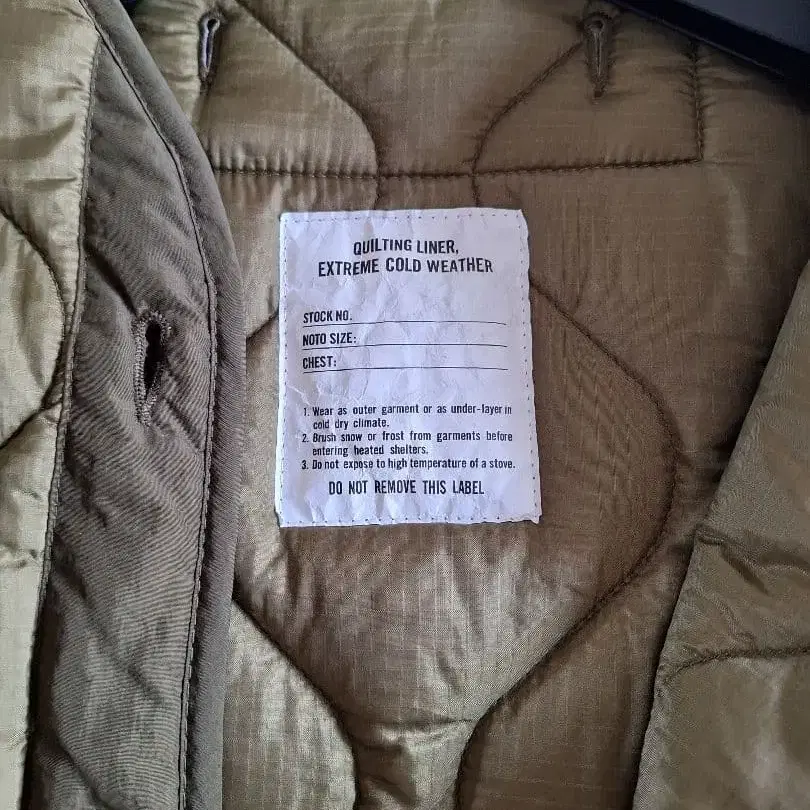 QUILTING LINER,
EXTREME COLD WEATHER
STOCK NO.
NOTO SIZE:
CHEST:
1. Wear as outer garment or as under-layer in
cold dry climate.
2. Brush snow or frost from garments before
entering heated shelters.
3. Do not expose to high temperature of a stove.
DO NOT REMOVE THIS LABEL